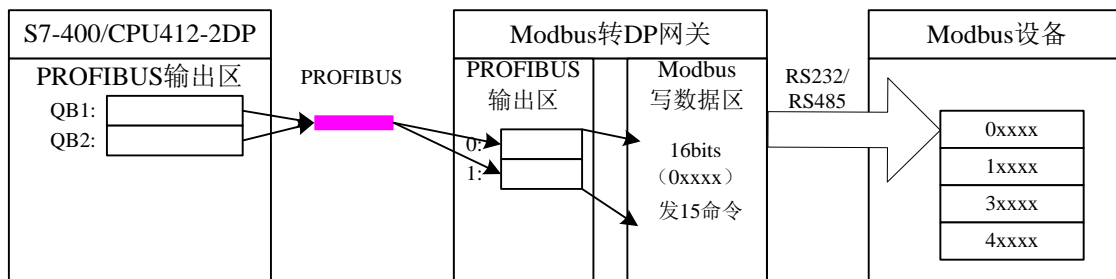 S7-400/CPU412-2DP
PROFIBUS输出区
QB1:
QB2:
PROFIBUS
Modbus转DP网关
PROFIBUS
输出区
0:
1:
Modbus
写数据区
16bits
（0xxxx）
发15命令
RS232/
RS485
Modbus设备
0xxxx
1xxxx
3xxxx
4xxxx